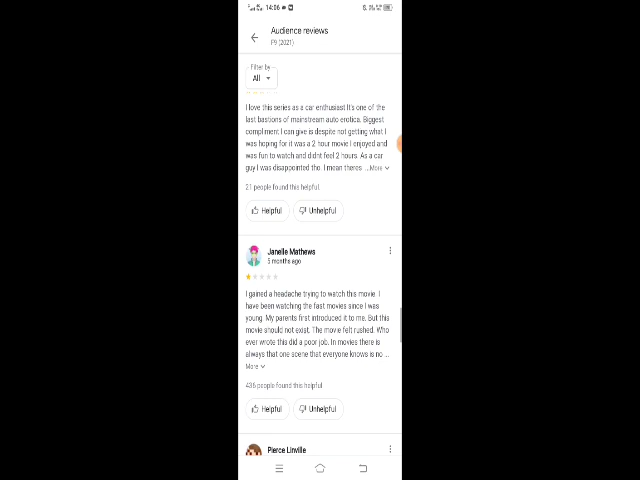 14:06
Audience reviews
F9 (2021)
Filter by
All
I love this series as a car enthusiast It's one of the
last bastions of mainstream auto-erotica. Biggest
compliment I can give is despite not getting what I
was hoping for it was a 2 hour movie I enjoyed and
was fun to watch and didnt feel 2 hours. As a car
guy I was disappointed tho. I mean theres ...More
21 people found this helpful.
Helpful Unhelpful
Janelle Mathews
5 months ago
I gained a headache trying to watch this movie. I
have been watching the fast movies since I was
young. My parents first introduced it to me. But this
movie should not exist. The movie felt rushed. Who
ever wrote this did a poor job. In movies there is
always that one scene that everyone knows is no ...
More
people found this helpful
Helpful Unhelpful
Pierce Linville